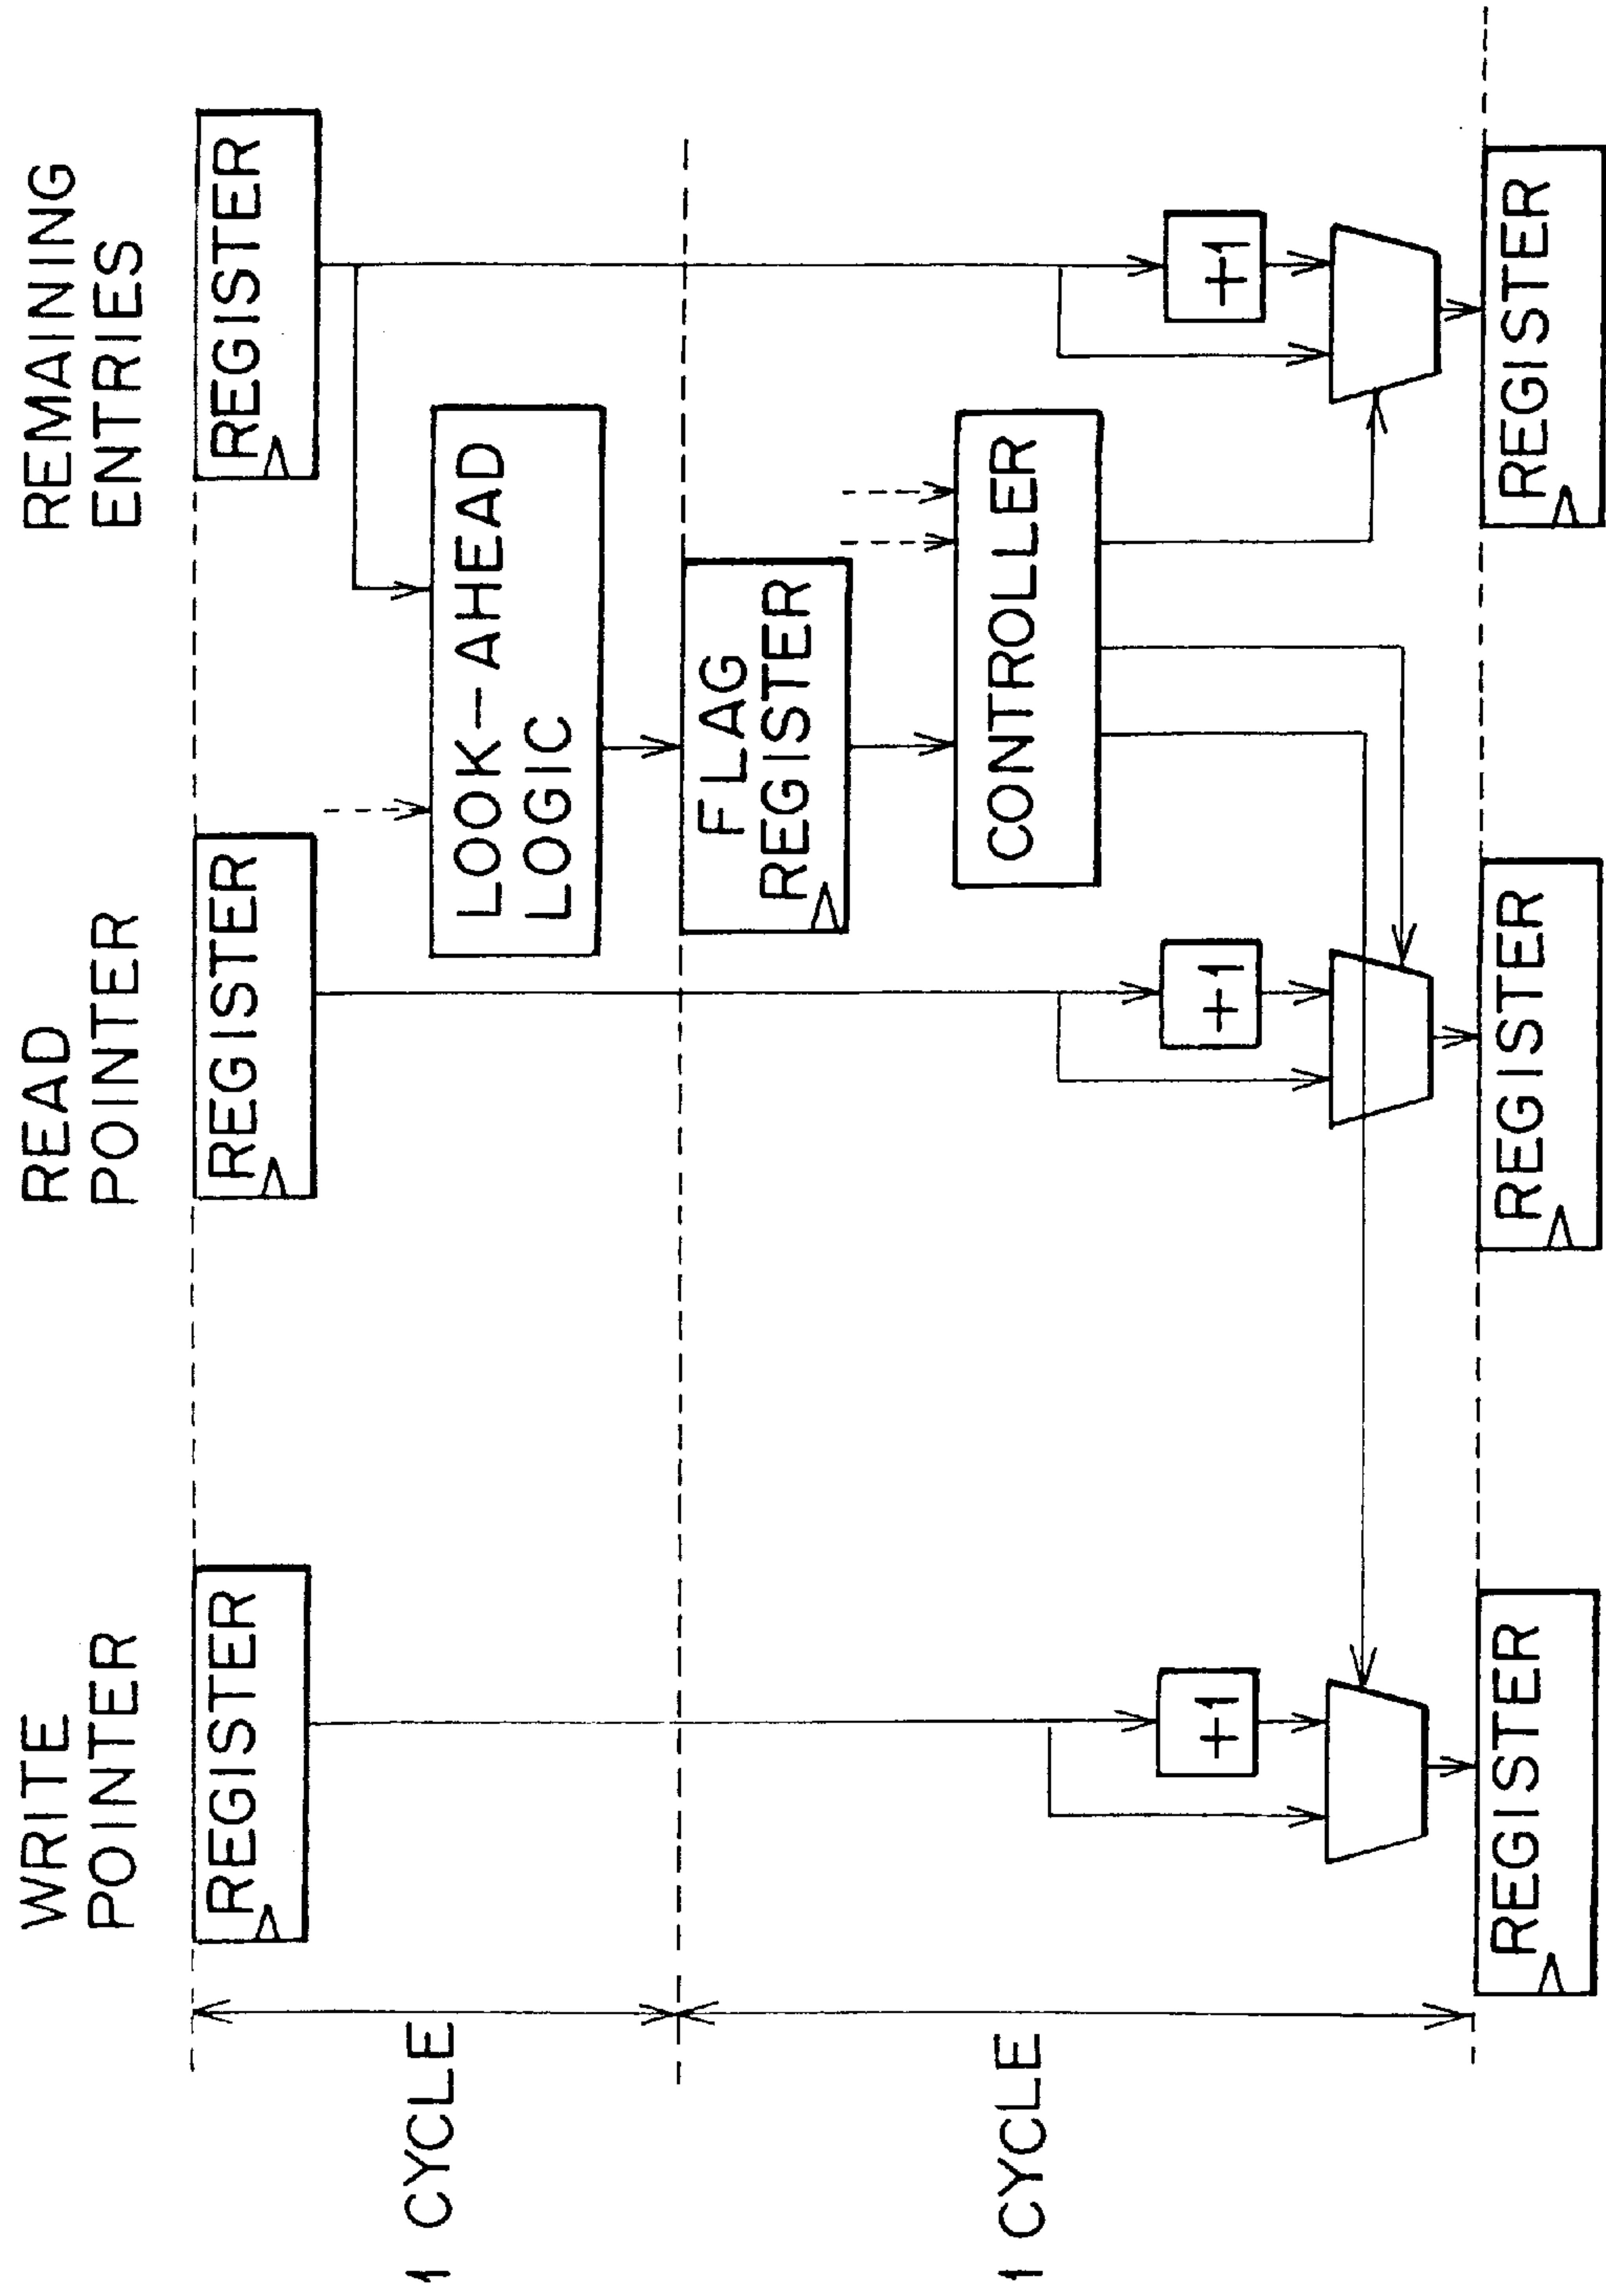 WRITE
POINTER
READ
POINTER
REMAINING
ENTRIES
REGISTER
REGISTER
REGISTER
1 CYCLE
LOOK-AHEAD
LOGIC
FLAG
REGISTER
1 CYCLE
CONTROLLER
+1
+1
+1
REGISTER
REGISTER
REGISTER